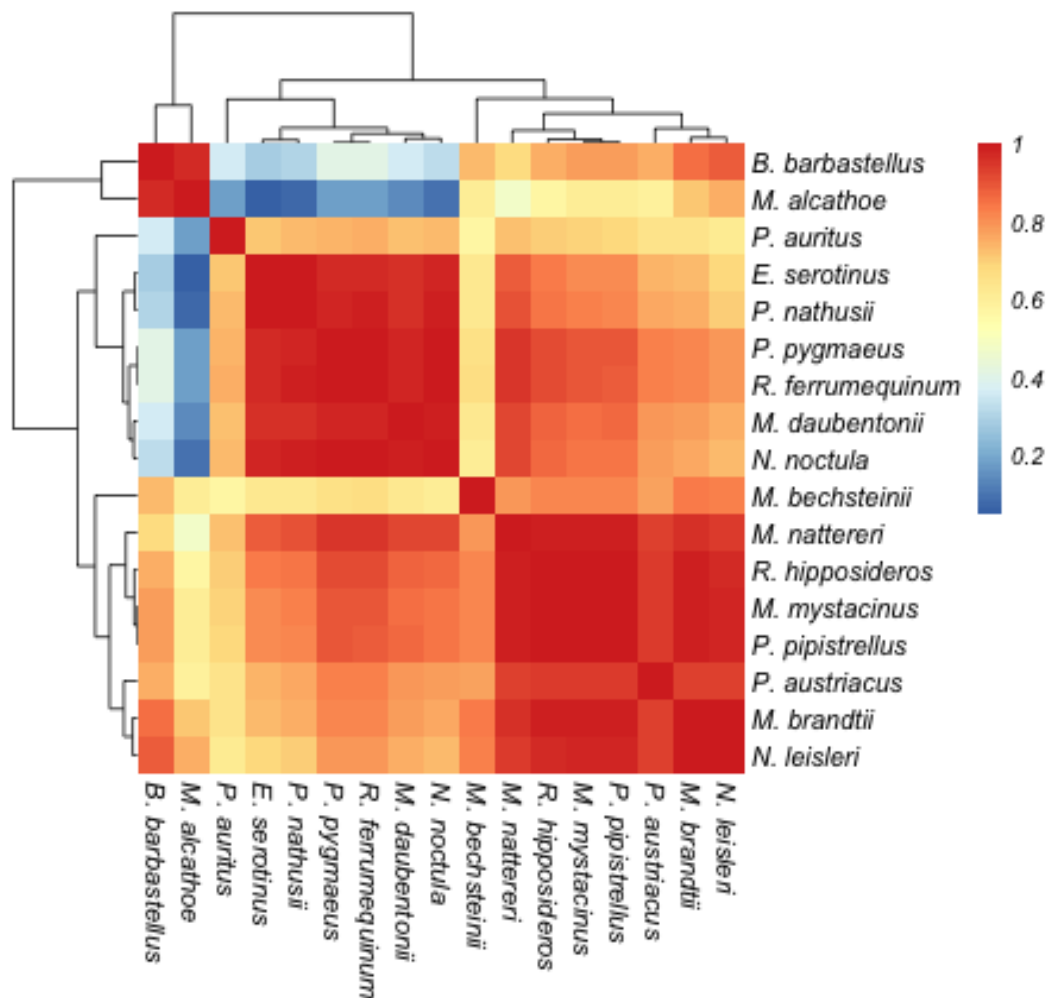 B. barbastellus
M. alcathoe
P. auritus
E. serotinus
P. nathusii
P. pygmaeus
R. ferrumequinum
M. daubentonii
N. noctula
M. bechsteinii
M. nattereri
R. hipposideros
M. mystacinus
P. pipistrellus
P. austriacus
M. brandtii
N. leisleri
1
0.8
0.6
0.4
0.2
B. barbastellus
M. alcathoe
P. auritus
E. serotinus
P. nathusii
P. pygmaeus
R. ferrumequinum
M. daubentonii
N. noctula
M. bechsteinii
M. nattereri
R. hipposideros
M. mystacinus
P. pipistrellus
P. austriacus
M. brandtii
N. leisleri